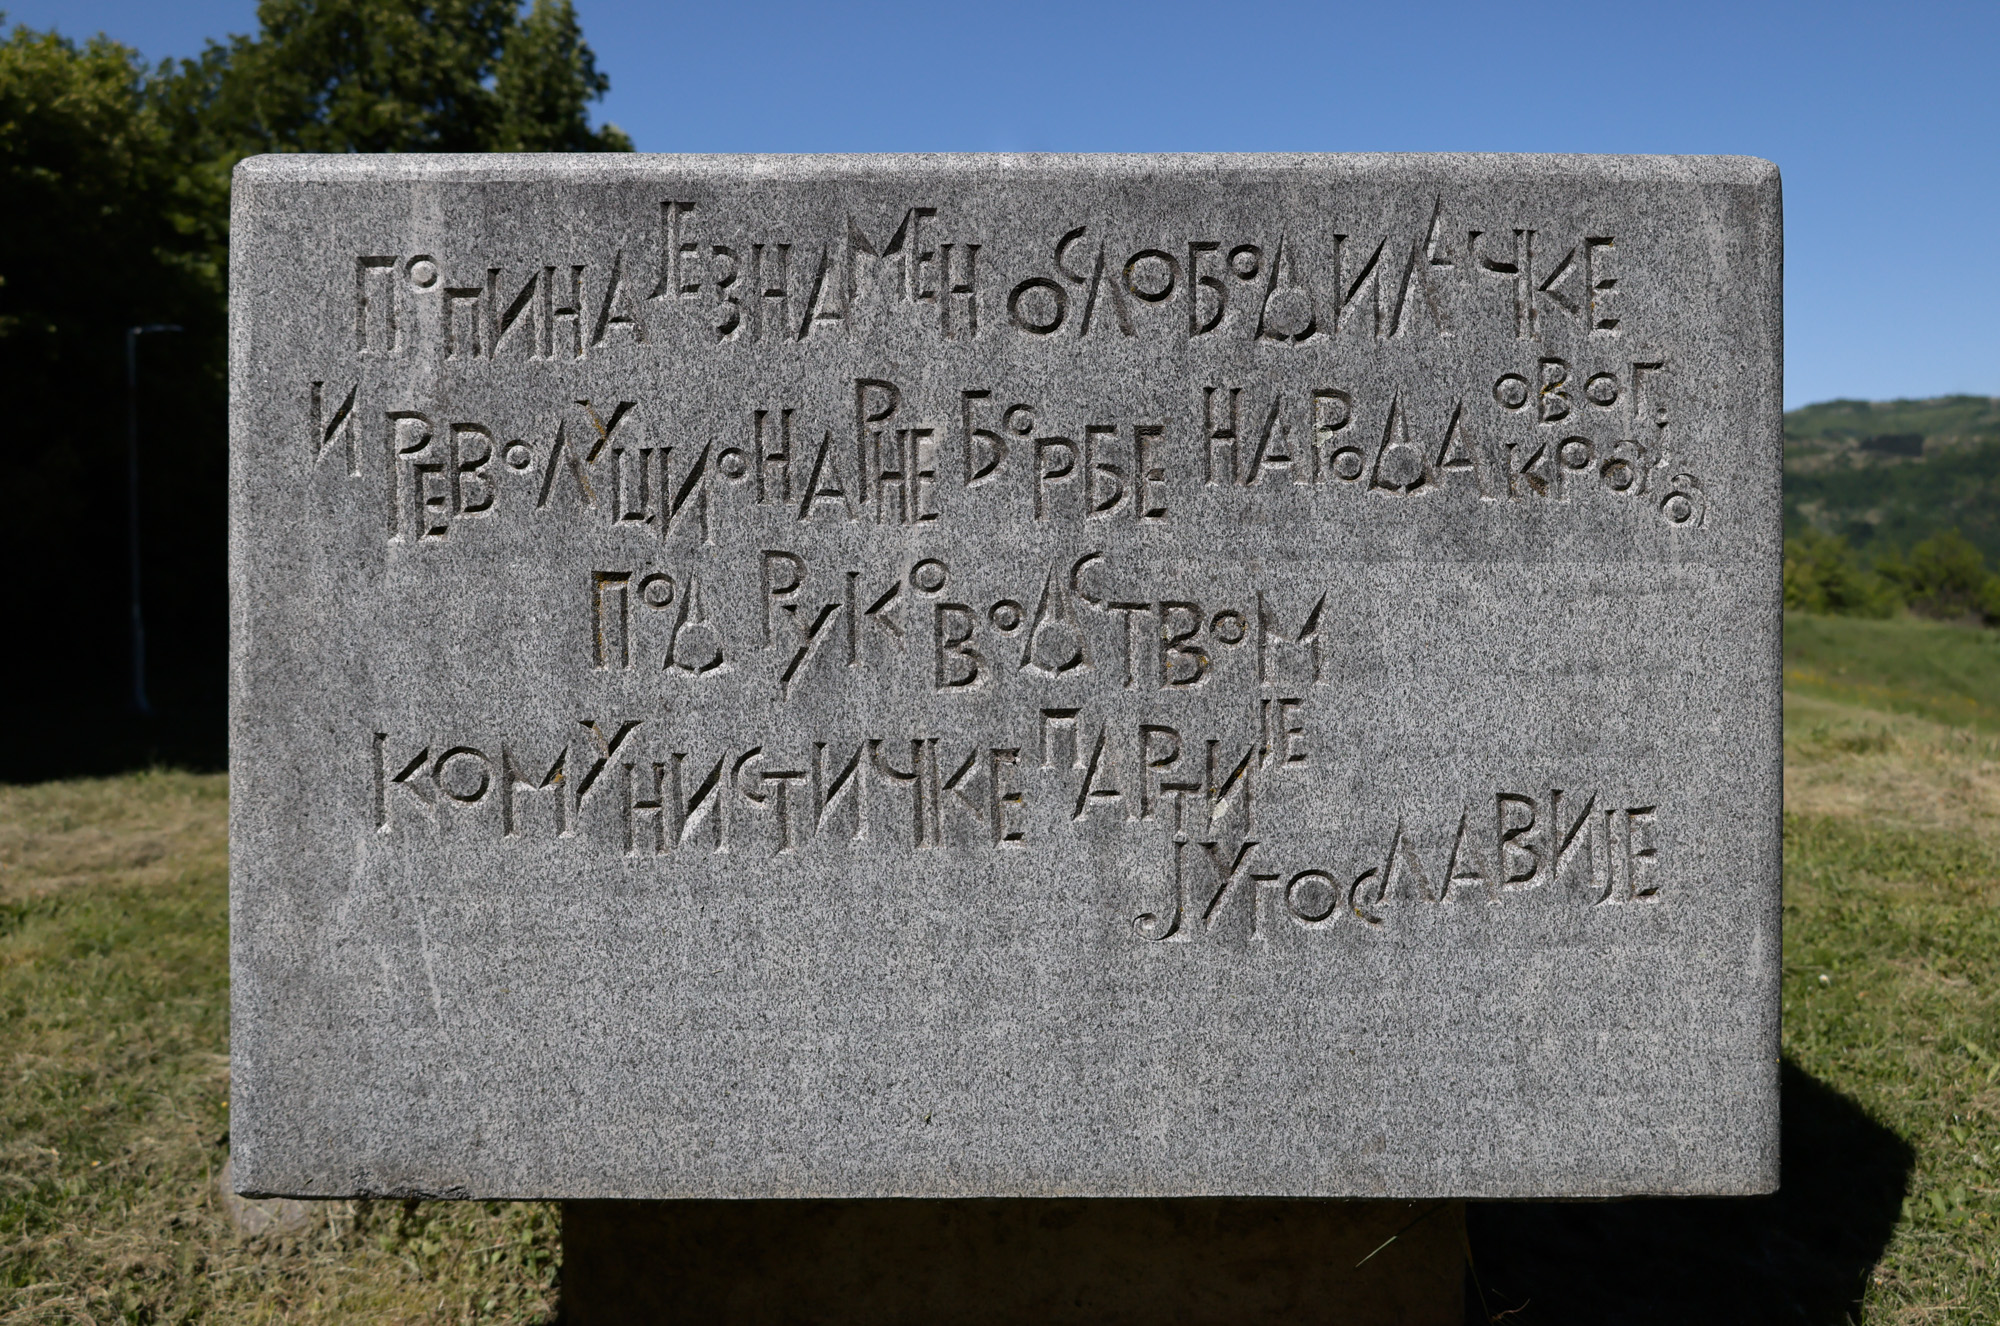 ПОПИНА ЈЕ ЗНАМЕН ОСЛОБОДИЛАЧКЕ
И РЕВОЛУЦИОНАРНЕ БОРБЕ НАРОДА ОВОГ КРАЈА
ПОД РУКОВОДСТВОМ
КОМУНИСТИЧКЕ ПАРТИЈЕ
ЈУГОСЛАВИЈЕ